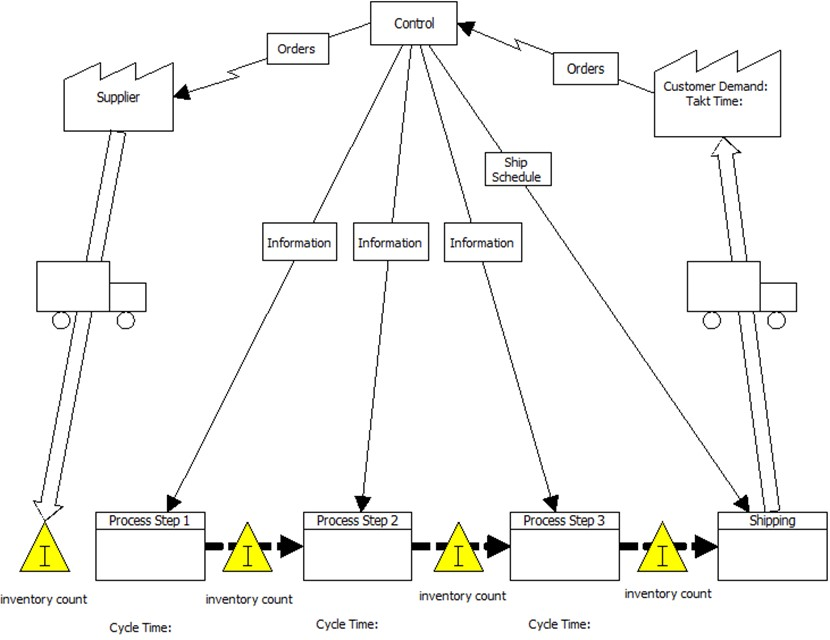 Control
Orders
Orders
Supplier
Customer Demand:
Takt Time:
Ship
Schedule
Information
Information
Information
Process Step 1
Process Step 2
Process Step 3
Shipping
I
I
I
I
inventory count
inventory count
inventory count
inventory count
Cycle Time:
Cycle Time:
Cycle Time: